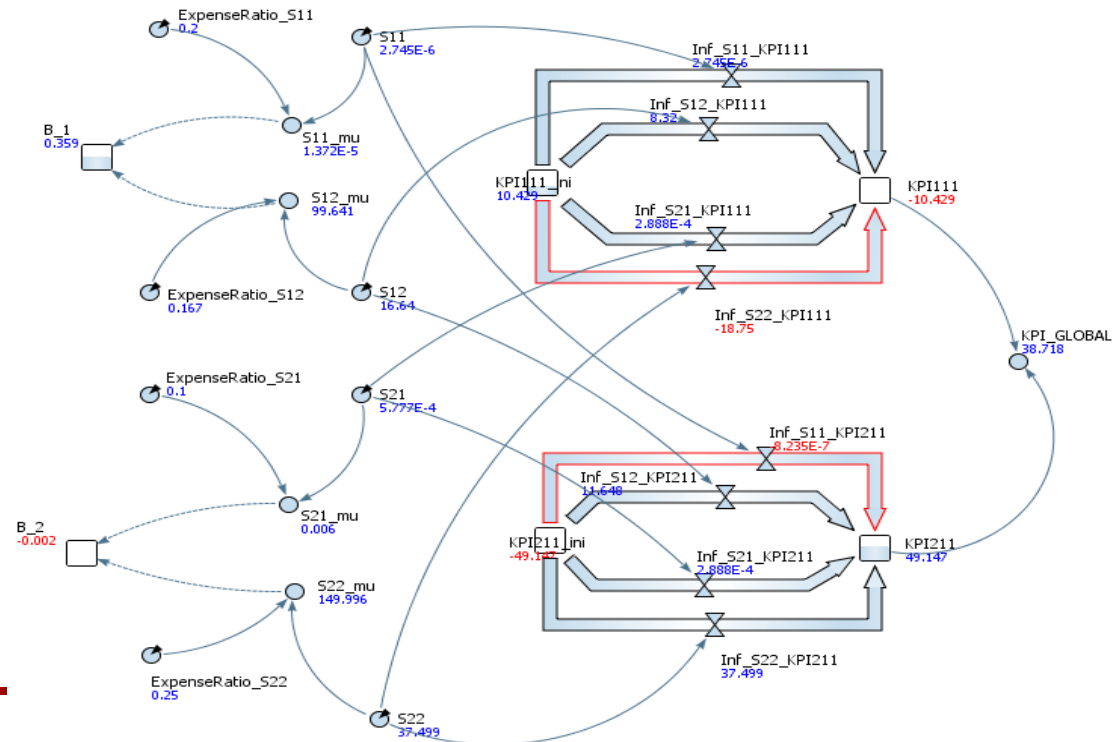 ExpenseRatio_S11
0.2
S11
2.745E-6
Inf_S11_KPI111
2.745E-6
Inf_S12_KPI111
8.32
B_1
0.359
S11_mu
1.372E-5
S12_mu
99.641
KPI111_ini
10.429
KPI111
-10.429
Inf_S21_KPI111
2.888E-4
ExpenseRatio_S12
0.167
S12
16.64
Inf_S22_KPI111
-18.75
KPI_GLOBAL
38.718
ExpenseRatio_S21
0.1
S21
5.777E-4
Inf_S11_KPI211
8.235E-7
Inf_S12_KPI211
11.648
B_2
-0.002
S21_mu
0.006
KPI211_ini
-49.147
KPI211
49.147
Inf_S21_KPI211
2.888E-4
S22_mu
149.996
ExpenseRatio_S22
0.25
Inf_S22_KPI211
37.499
S22
37.499